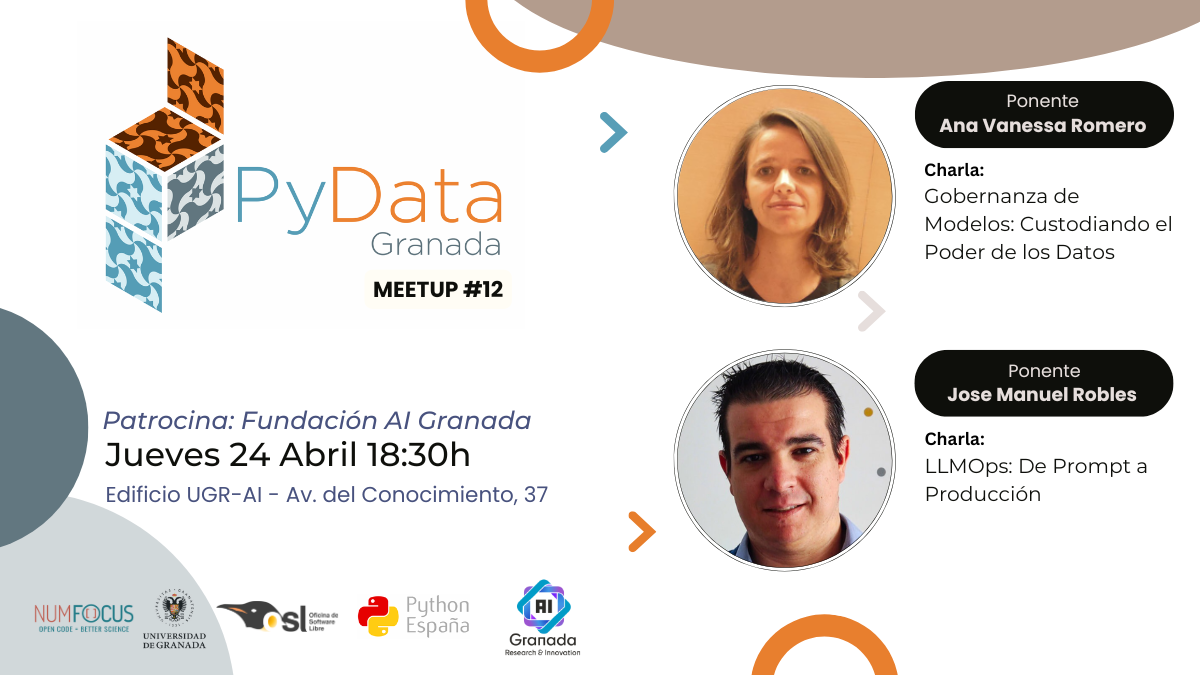 PyData
Granada
MEETUP #12
Patrocina: Fundación AI Granada
Jueves 24 Abril 18:30h
Edificio UGR-AI - Av. del Conocimiento, 37
Ponente
Ana Vanessa Romero
Charla:
Gobernanza de
Modelos: Custodiando el
Poder de los Datos
Ponente
Jose Manuel Robles
Charla:
LLMOps: De Prompt a
Producción
NUMFOCUS
OPEN CODE = BETTER SCIENCE
UNIVERSIDAD
DE GRANADA
osl
Oficina de
Software
Libre
Python
España
AI
Granada
Research & Innovation